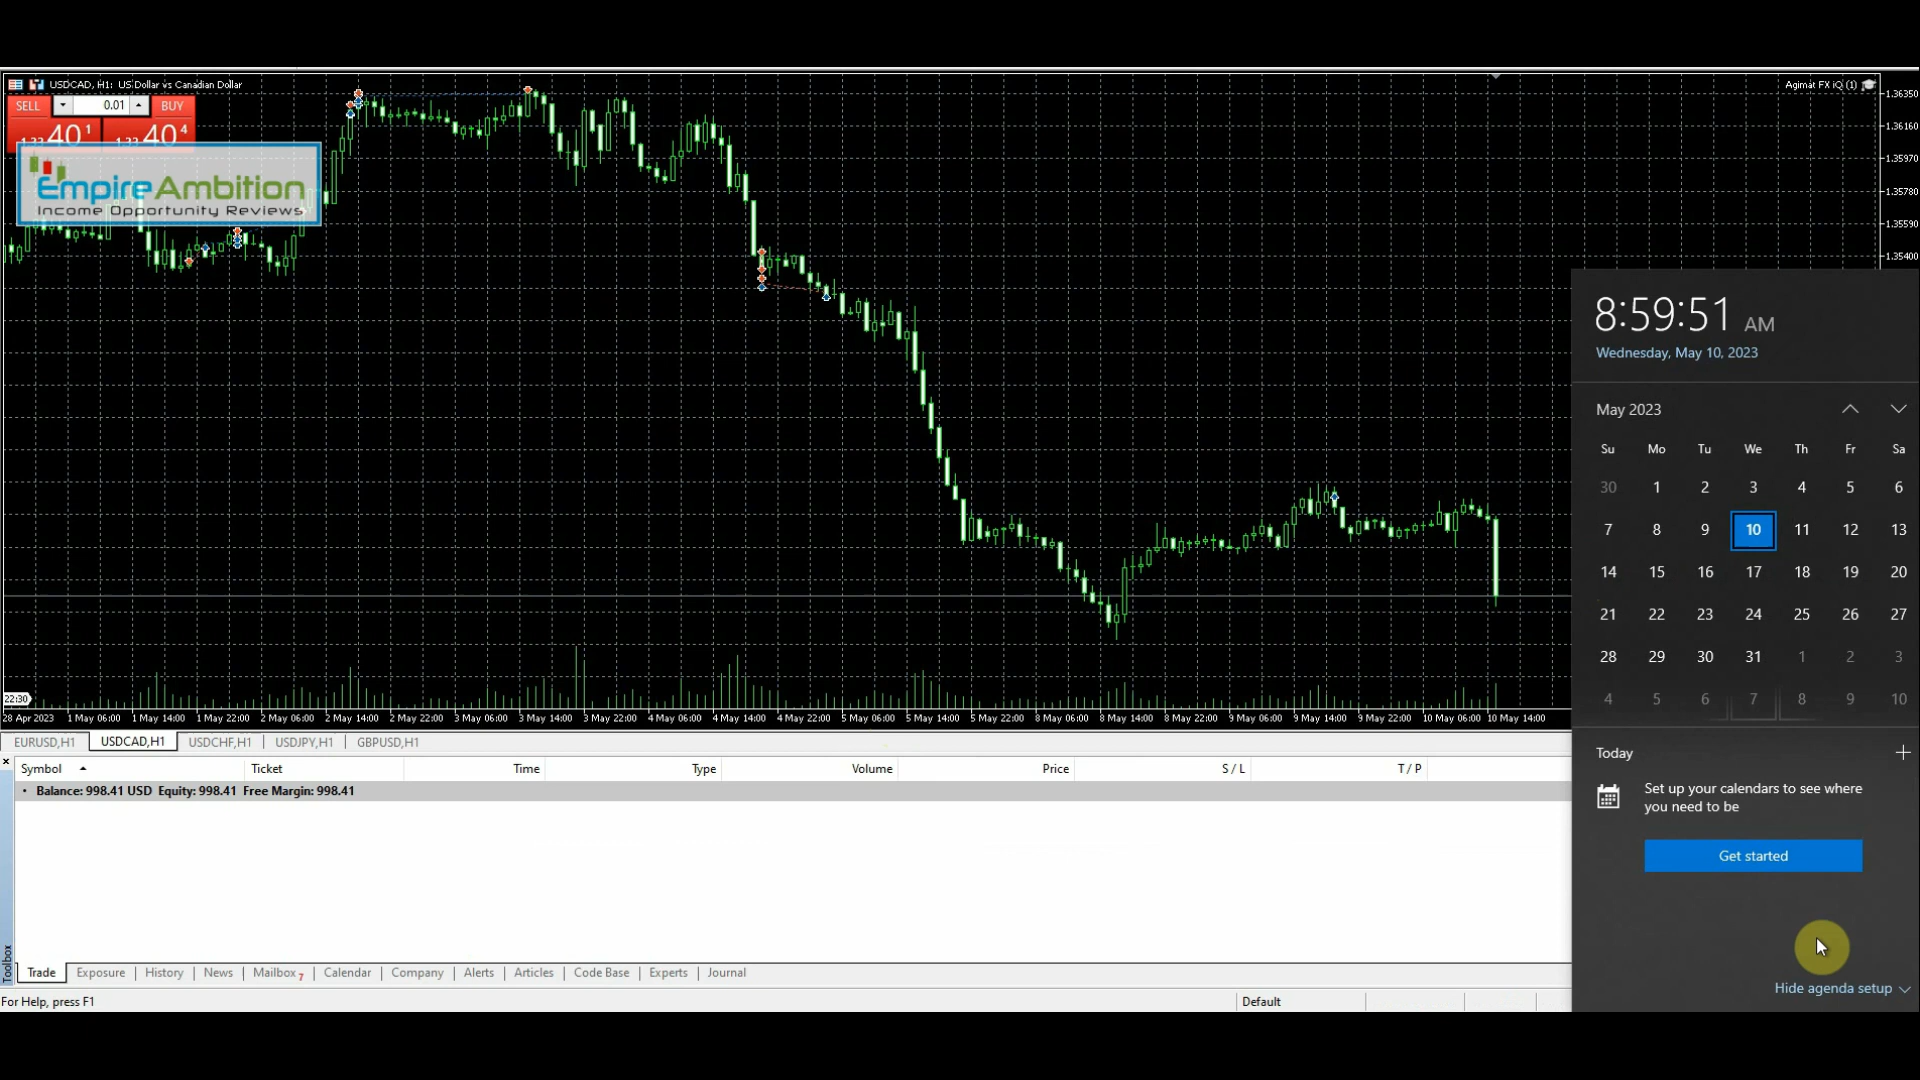 USDCAD, H1: US Dollar vs Canadian Dollar
Agimat FX iQ (1)
SELL 0.01 BUY
40 1 40 4
EmpireAmbition
Income Opportunity Reviews
1.36350
1.36160
1.35970
1.35780
1.35590
1.35400
22:30
28 Apr 2023 1 May 06:00 1 May 14:00 1 May 22:00 2 May 06:00 2 May 14:00 2 May 22:00 3 May 06:00 3 May 14:00 3 May 22:00 4 May 06:00 4 May 14:00 4 May 22:00 5 May 06:00 5 May 14:00 5 May 22:00 8 May 06:00 8 May 14:00 8 May 22:00 9 May 06:00 9 May 14:00 9 May 22:00 10 May 06:00 10 May 14:00
EURUSD,H1 USDCAD,H1 USDCHF,H1 USDJPY,H1 GBPUSD,H1
Symbol Ticket Time Type Volume Price S / L T / P
Balance: 998.41 USD Equity: 998.41 Free Margin: 998.41
Toolbox
Trade Exposure History News Mailbox 7 Calendar Company Alerts Articles Code Base Experts Journal
For Help, press F1
Default
8:59:51 AM
Wednesday, May 10, 2023
May 2023
Su Mo Tu We Th Fr Sa
30 1 2 3 4 5 6
7 8 9 10 11 12 13
14 15 16 17 18 19 20
21 22 23 24 25 26 27
28 29 30 31 1 2 3
4 5 6 7 8 9 10
Today
Set up your calendars to see where
you need to be
Get started
Hide agenda setup